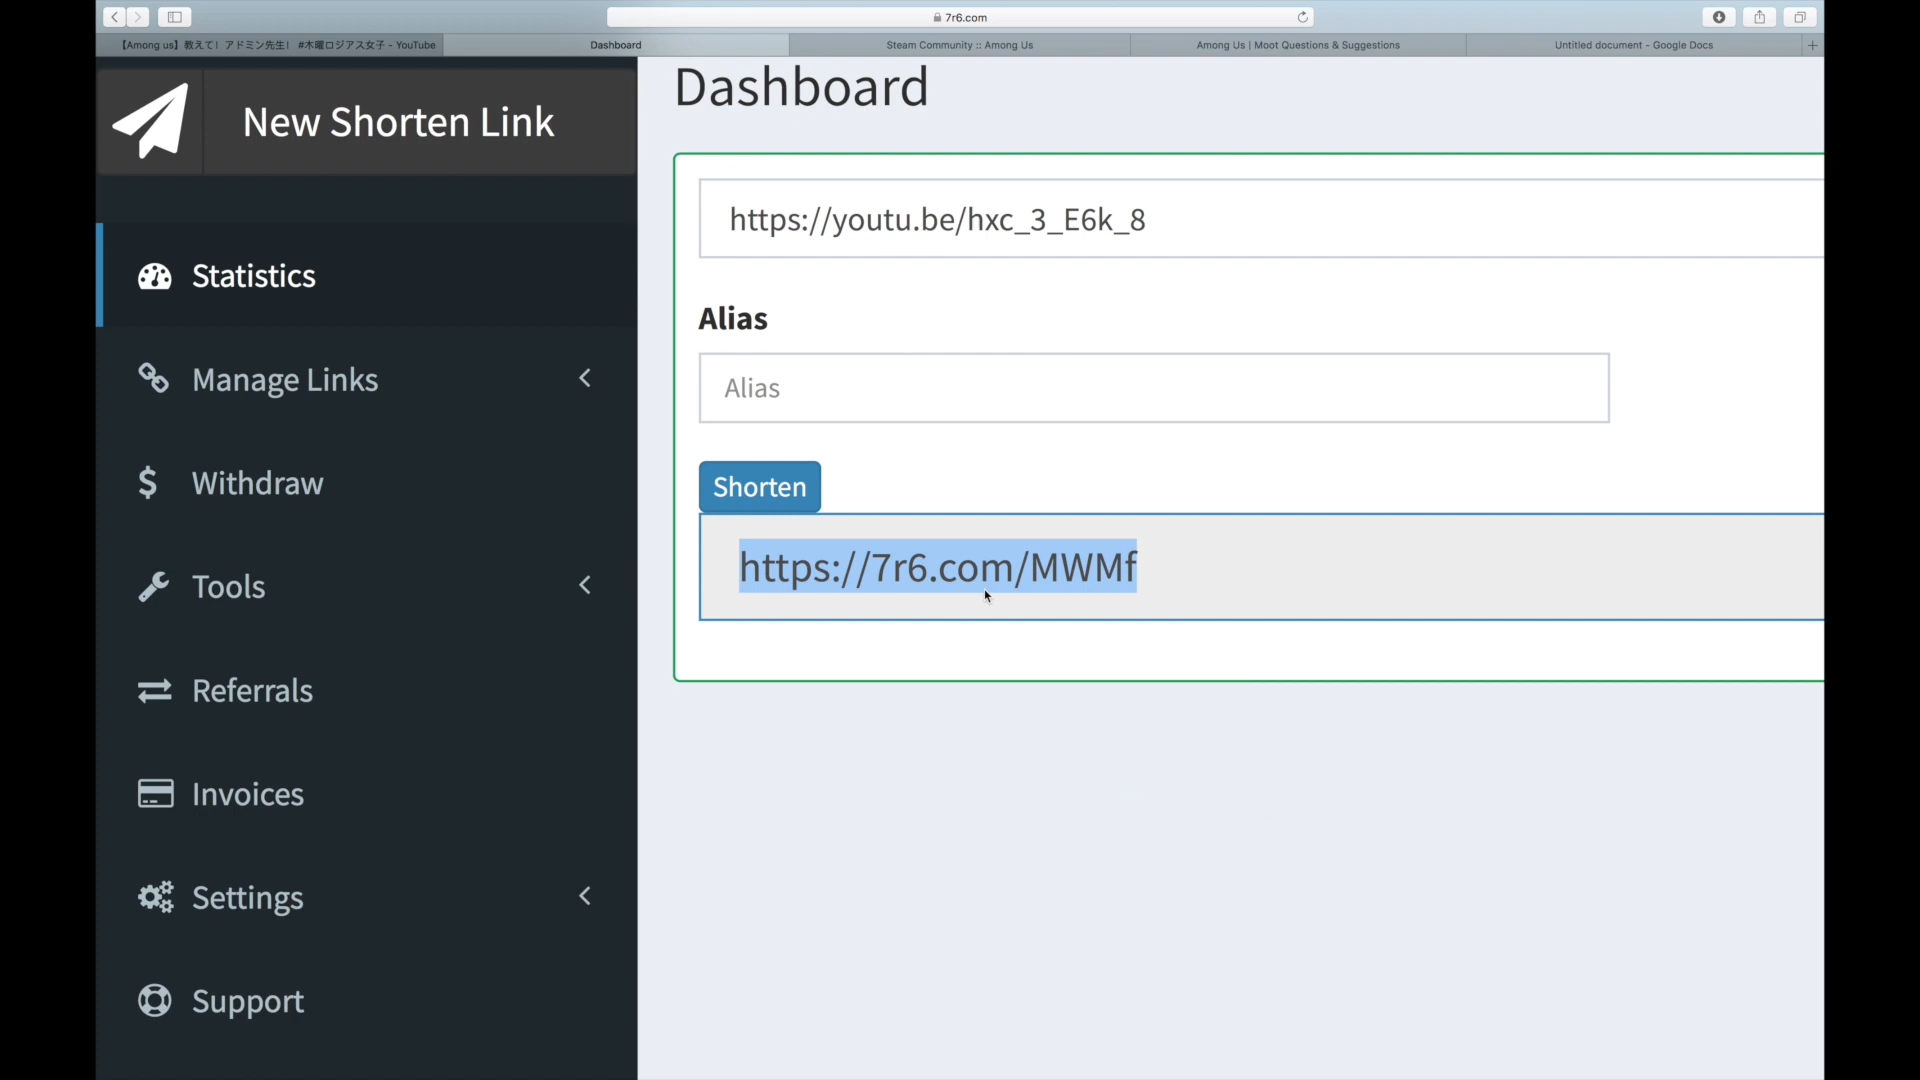 7r6.com
【Among us】教えて！アドミン先生！ #木曜ロジアス女子 - YouTube
Dashboard
Steam Community :: Among Us
Among Us | Moot Questions & Suggestions
Untitled document - Google Docs
New Shorten Link
Statistics
Manage Links
Withdraw
Tools
Referrals
Invoices
Settings
Support
Dashboard
https://youtu.be/hxc_3_E6k_8
Alias
Alias
Shorten
https://7r6.com/MWMf